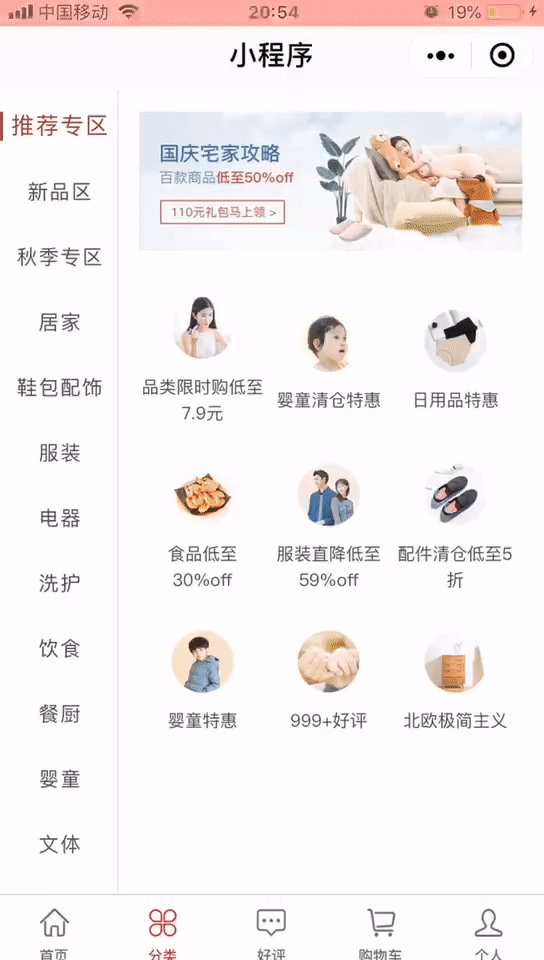 中国移动
20:54
19%
小程序
推荐专区
新品区
秋季专区
居家
鞋包配饰
服装
电器
洗护
饮食
餐厨
婴童
文体
国庆宅家攻略
百款商品低至50%off
110元礼包马上领 >
品类限时购低至
7.9元
婴童清仓特惠
日用品特惠
食品低至
30%off
服装直降低至
59%off
配件清仓低至5
折
婴童特惠
999+好评
北欧极简主义
首页
分类
好评
购物车
个人